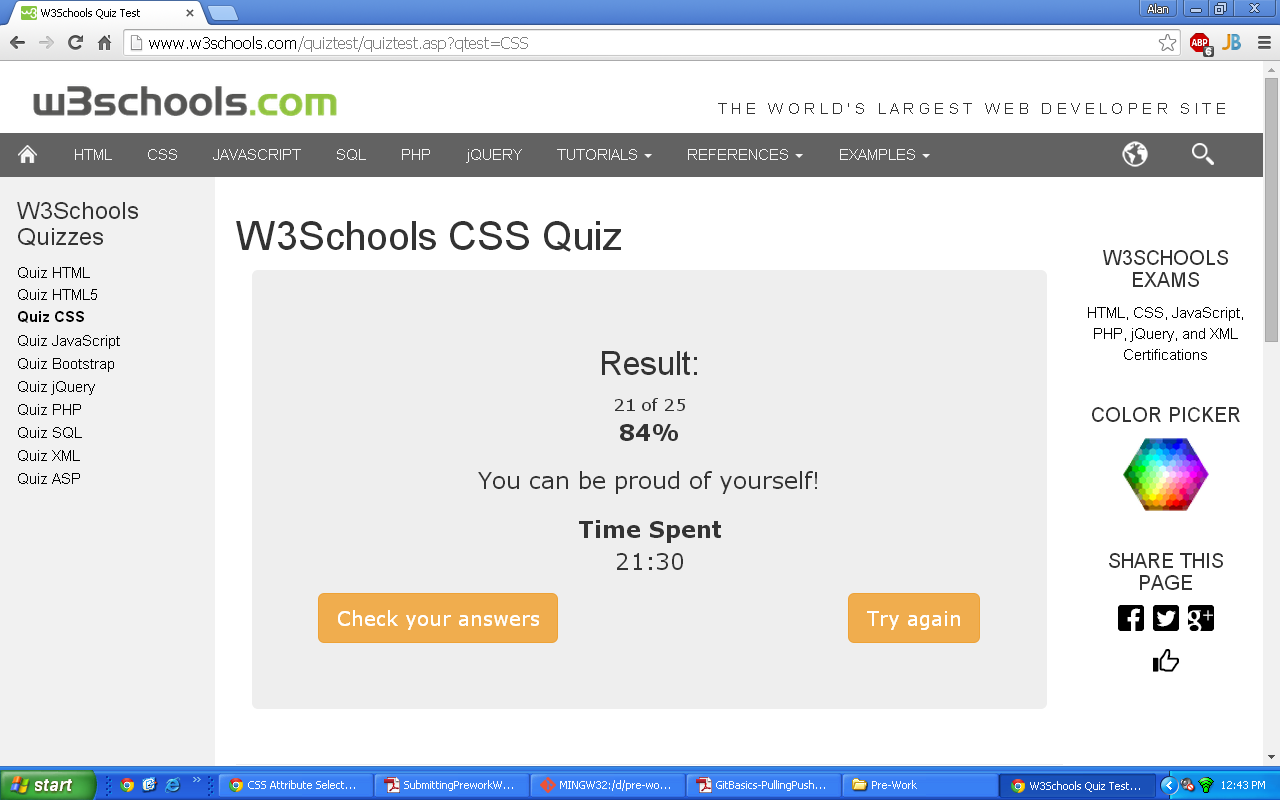 W3Schools Quiz Test
Alan
www.w3schools.com/quiztest/quiztest.asp?qtest=CSS
ABP
6
JB
w3schools.com
THE WORLD'S LARGEST WEB DEVELOPER SITE
HTML CSS JAVASCRIPT SQL PHP jQUERY TUTORIALS REFERENCES EXAMPLES
W3Schools
Quizzes
Quiz HTML
Quiz HTML5
Quiz CSS
Quiz JavaScript
Quiz Bootstrap
Quiz jQuery
Quiz PHP
Quiz SQL
Quiz XML
Quiz ASP
W3Schools CSS Quiz
Result:
21 of 25
84%
You can be proud of yourself!
Time Spent
21:30
Check your answers
Try again
W3SCHOOLS
EXAMS
HTML, CSS, JavaScript,
PHP, jQuery, and XML
Certifications
COLOR PICKER
SHARE THIS
PAGE
start
CSS Attribute Select...
SubmittingPreworkW...
MINGW32:/d/pre-wo...
GitBasics-PullingPush...
Pre-Work
W3Schools Quiz Test...
12:43 PM